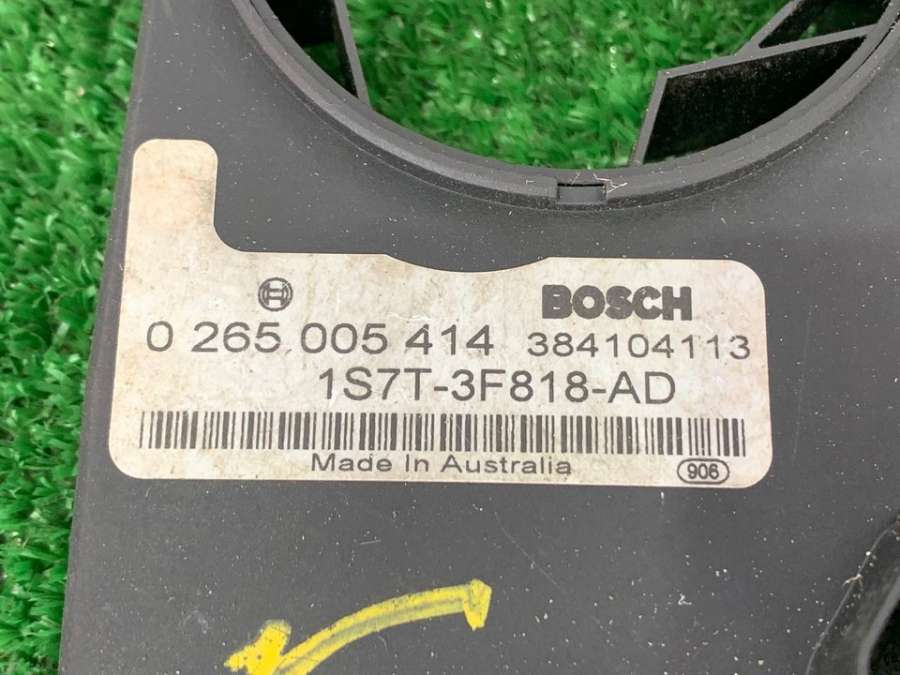 BOSCH
0 265 005 414 384104113
1S7T-3F818-AD
Made In Australia
906